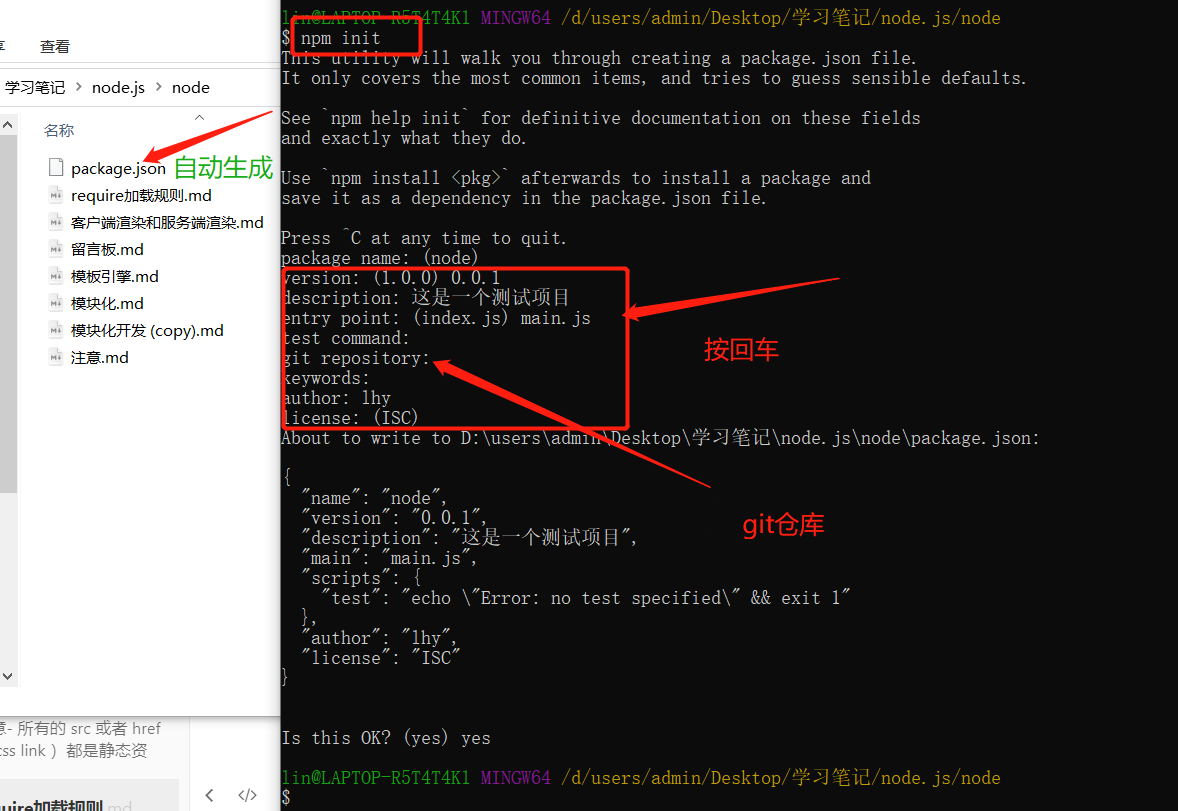 查看
学习笔记 > node.js > node
名称
package.json 自动生成
require加载规则.md
客户端渲染和服务端渲染.md
留言板.md
模板引擎.md
模块化.md
模块化开发 (copy).md
注意.md
- 所有的 src 或者 href
css link ）都是静态资
uire加载规则.md
lin@LAPTOP-R5T4T4K1 MINGW64 /d/users/admin/Desktop/学习笔记/node.js/node
$ npm init
This utility will walk you through creating a package.json file.
It only covers the most common items, and tries to guess sensible defaults.
See `npm help init` for definitive documentation on these fields
and exactly what they do.
Use `npm install <pkg>` afterwards to install a package and
save it as a dependency in the package.json file.
Press ^C at any time to quit.
package name: (node)
version: (1.0.0) 0.0.1
description: 这是一个测试项目
entry point: (index.js) main.js
test command:
git repository:
keywords:
author: lhy
license: (ISC)
按回车
git仓库
About to write to D:\users\admin\Desktop\学习笔记\node.js\node\package.json:
{
"name": "node",
"version": "0.0.1",
"description": "这是一个测试项目",
"main": "main.js",
"scripts": {
"test": "echo \"Error: no test specified\" && exit 1"
},
"author": "lhy",
"license": "ISC"
}
Is this OK? (yes) yes
lin@LAPTOP-R5T4T4K1 MINGW64 /d/users/admin/Desktop/学习笔记/node.js/node
$